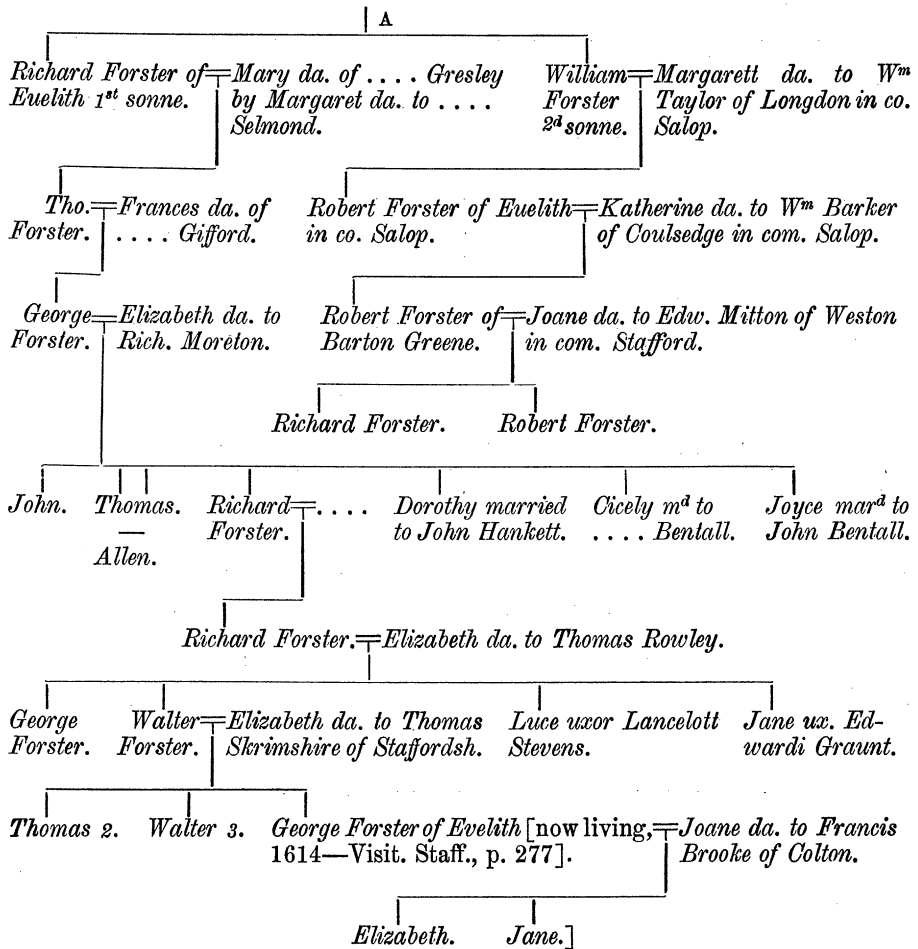 A
Richard Forster of Mary da. of .... Gresley William Margarett da. to Wm
Euelith 1st sonne. by Margaret da. to .... Forster Taylor of Longdon in co.
Selmond. 2d sonne. Salop.
Tho. Frances da. of Robert Forster of Euelith Katherine da. to Wm Barker
Forster. .... Gifford. in co. Salop. of Coulsedge in com. Salop.
George Elizabeth da. to Robert Forster of Joane da. to Edw. Mitton of Weston
Forster. Rich. Moreton. Barton Greene. in com. Stafford.
Richard Forster. Robert Forster.
John. Thomas. Richard .... Dorothy married Cicely md to Joyce mard to
— Forster. to John Hankett. .... Bentall. John Bentall.
Allen.
Richard Forster. Elizabeth da. to Thomas Rowley.
George Walter Elizabeth da. to Thomas Luce uxor Lancelott Jane ux. Ed-
Forster. Forster. Skrimshire of Staffordsh. Stevens. wardi Graunt.
Thomas 2. Walter 3. George Forster of Evelith [now living, Joane da. to Francis
1614—Visit. Staff., p. 277]. Brooke of Colton.
Elizabeth. Jane.]